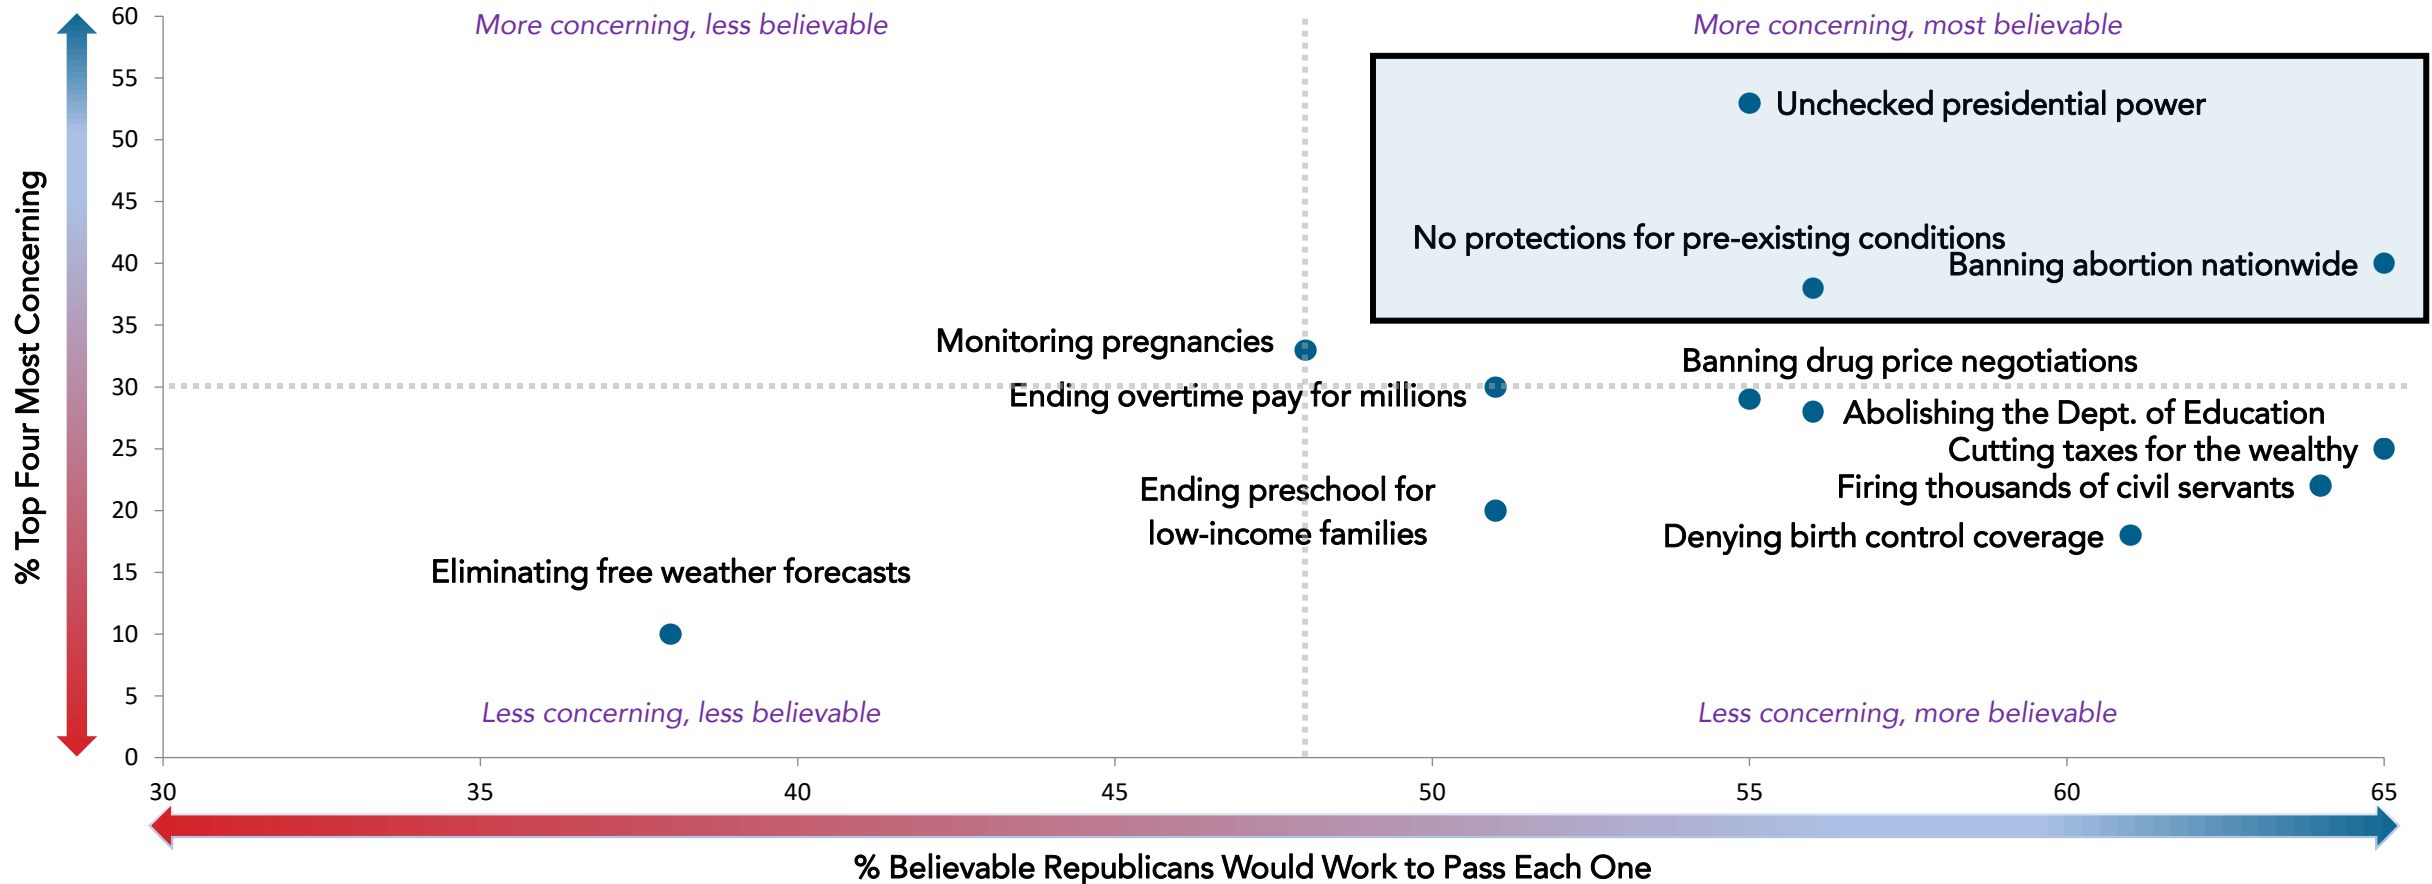 60
More concerning, less believable
More concerning, most believable
55
Unchecked presidential power
50
45
No protections for pre-existing conditions
40
Banning abortion nationwide
35
Monitoring pregnancies
Banning drug price negotiations
30
Ending overtime pay for millions
Abolishing the Dept. of Education
25
Cutting taxes for the wealthy
Firing thousands of civil servants
Ending preschool for
low-income families
20
Denying birth control coverage
15
Eliminating free weather forecasts
10
5
Less concerning, less believable
Less concerning, more believable
0
30 35 40 45 50 55 60 65
% Top Four Most Concerning
% Believable Republicans Would Work to Pass Each One